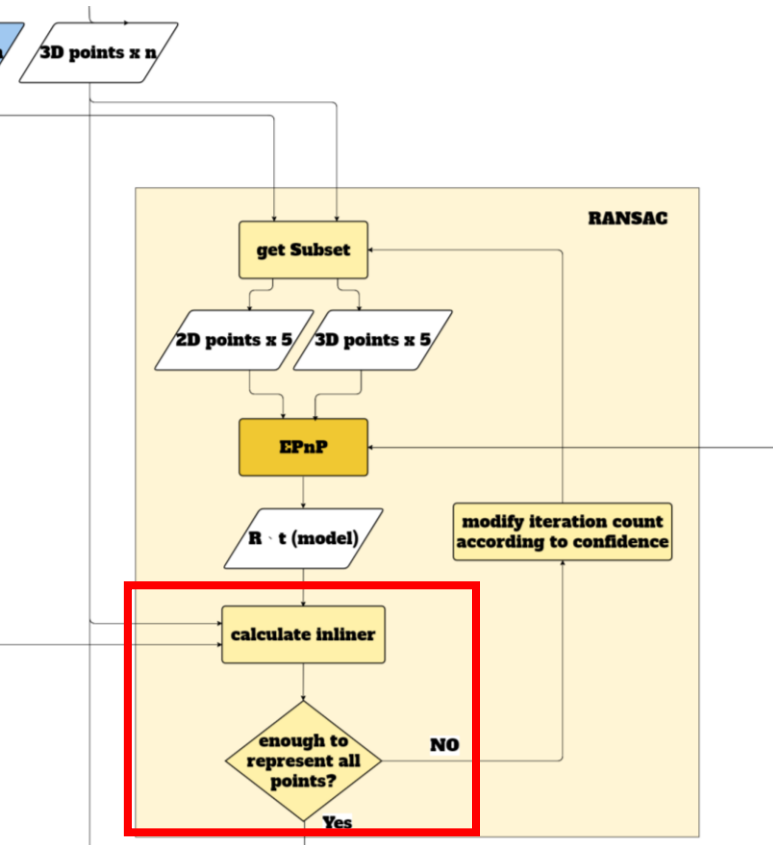 3D points x n
RANSAC
get Subset
2D points x 5
3D points x 5
EPnP
R、t (model)
modify iteration count
according to confidence
calculate inliner
enough to
represent all
points?
NO
Yes